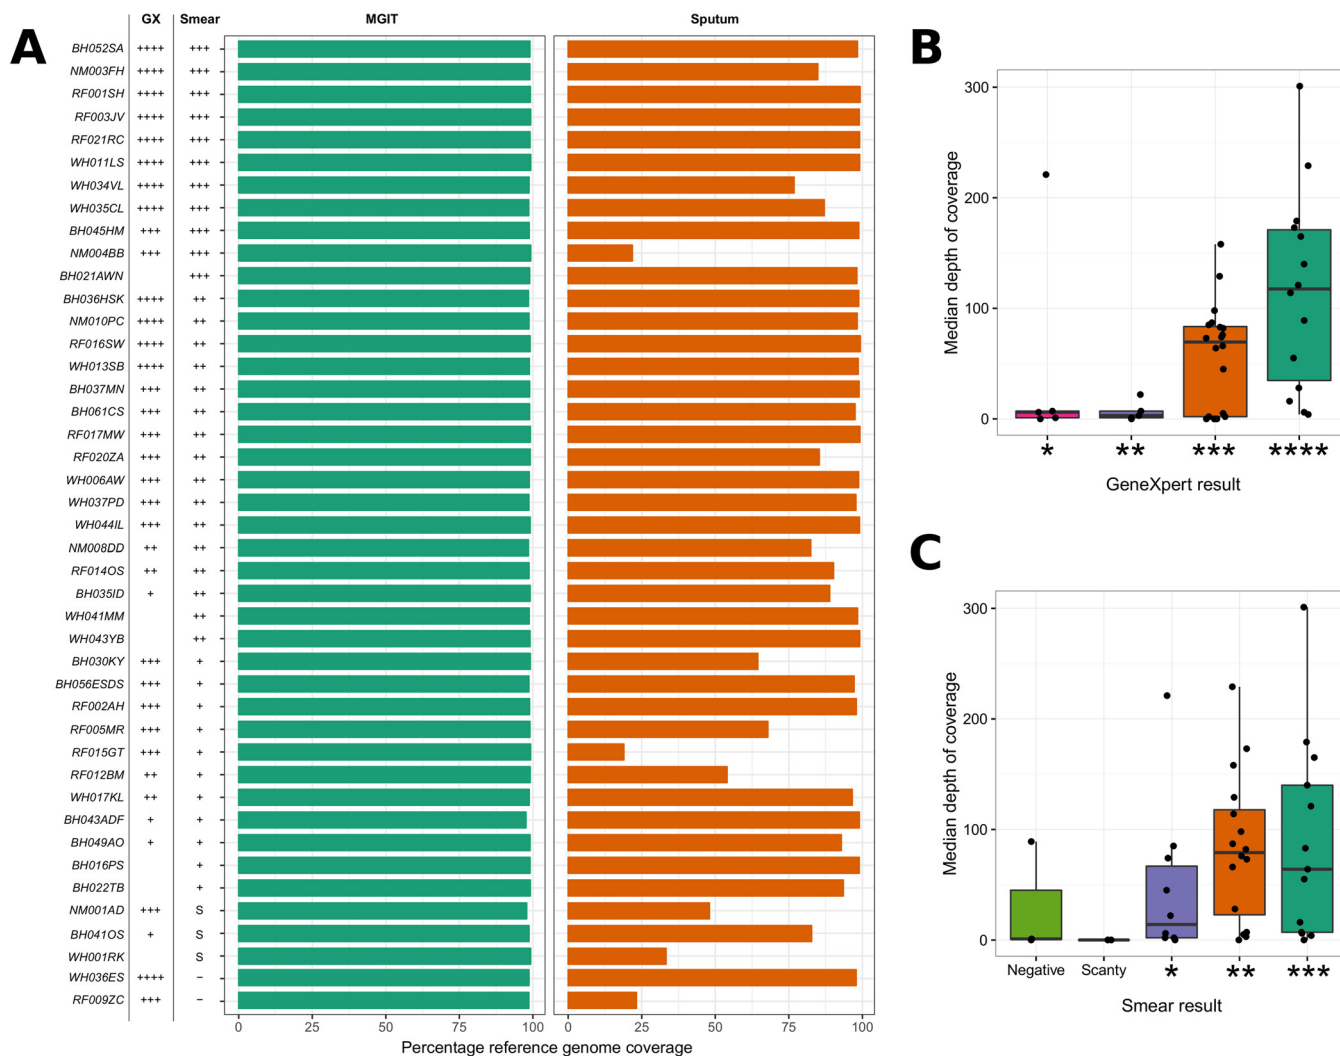 A
GX Smear MGIT Sputum
BH052SA ++++ +++
NM003FH ++++ +++
RF001SH ++++ +++
RF003JV ++++ +++
RF021RC ++++ +++
WH011LS ++++ +++
WH034VL ++++ +++
WH035CL ++++ +++
BH045HM +++ +++
NM004BB +++ +++
BH021AWN +++
BH036HSK ++++ ++
NM010PC ++++ ++
RF016SW ++++ ++
WH013SB ++++ ++
BH037MN +++ ++
BH061CS +++ ++
RF017MW +++ ++
RF020ZA +++ ++
WH006AW +++ ++
WH037PD +++ ++
WH044IL +++ ++
NM008DD ++ ++
RF014OS ++ ++
BH035ID + ++
WH041MM ++
WH043YB ++
BH030KY +++ +
BH056ESDS +++ +
RF002AH +++ +
RF005MR +++ +
RF015GT +++ +
RF012BM ++ +
WH017KL ++ +
BH043ADF + +
BH049AO + +
BH016PS +
BH022TB +
NM001AD +++ S
BH041OS + S
WH001RK S
WH036ES ++++ −
RF009ZC +++ −
0 25 50 75 100 0 25 50 75 100
Percentage reference genome coverage
B
Median depth of coverage
300
200
100
0
* ** *** ****
GeneXpert result
C
Median depth of coverage
300
200
100
0
Negative Scanty * ** ***
Smear result